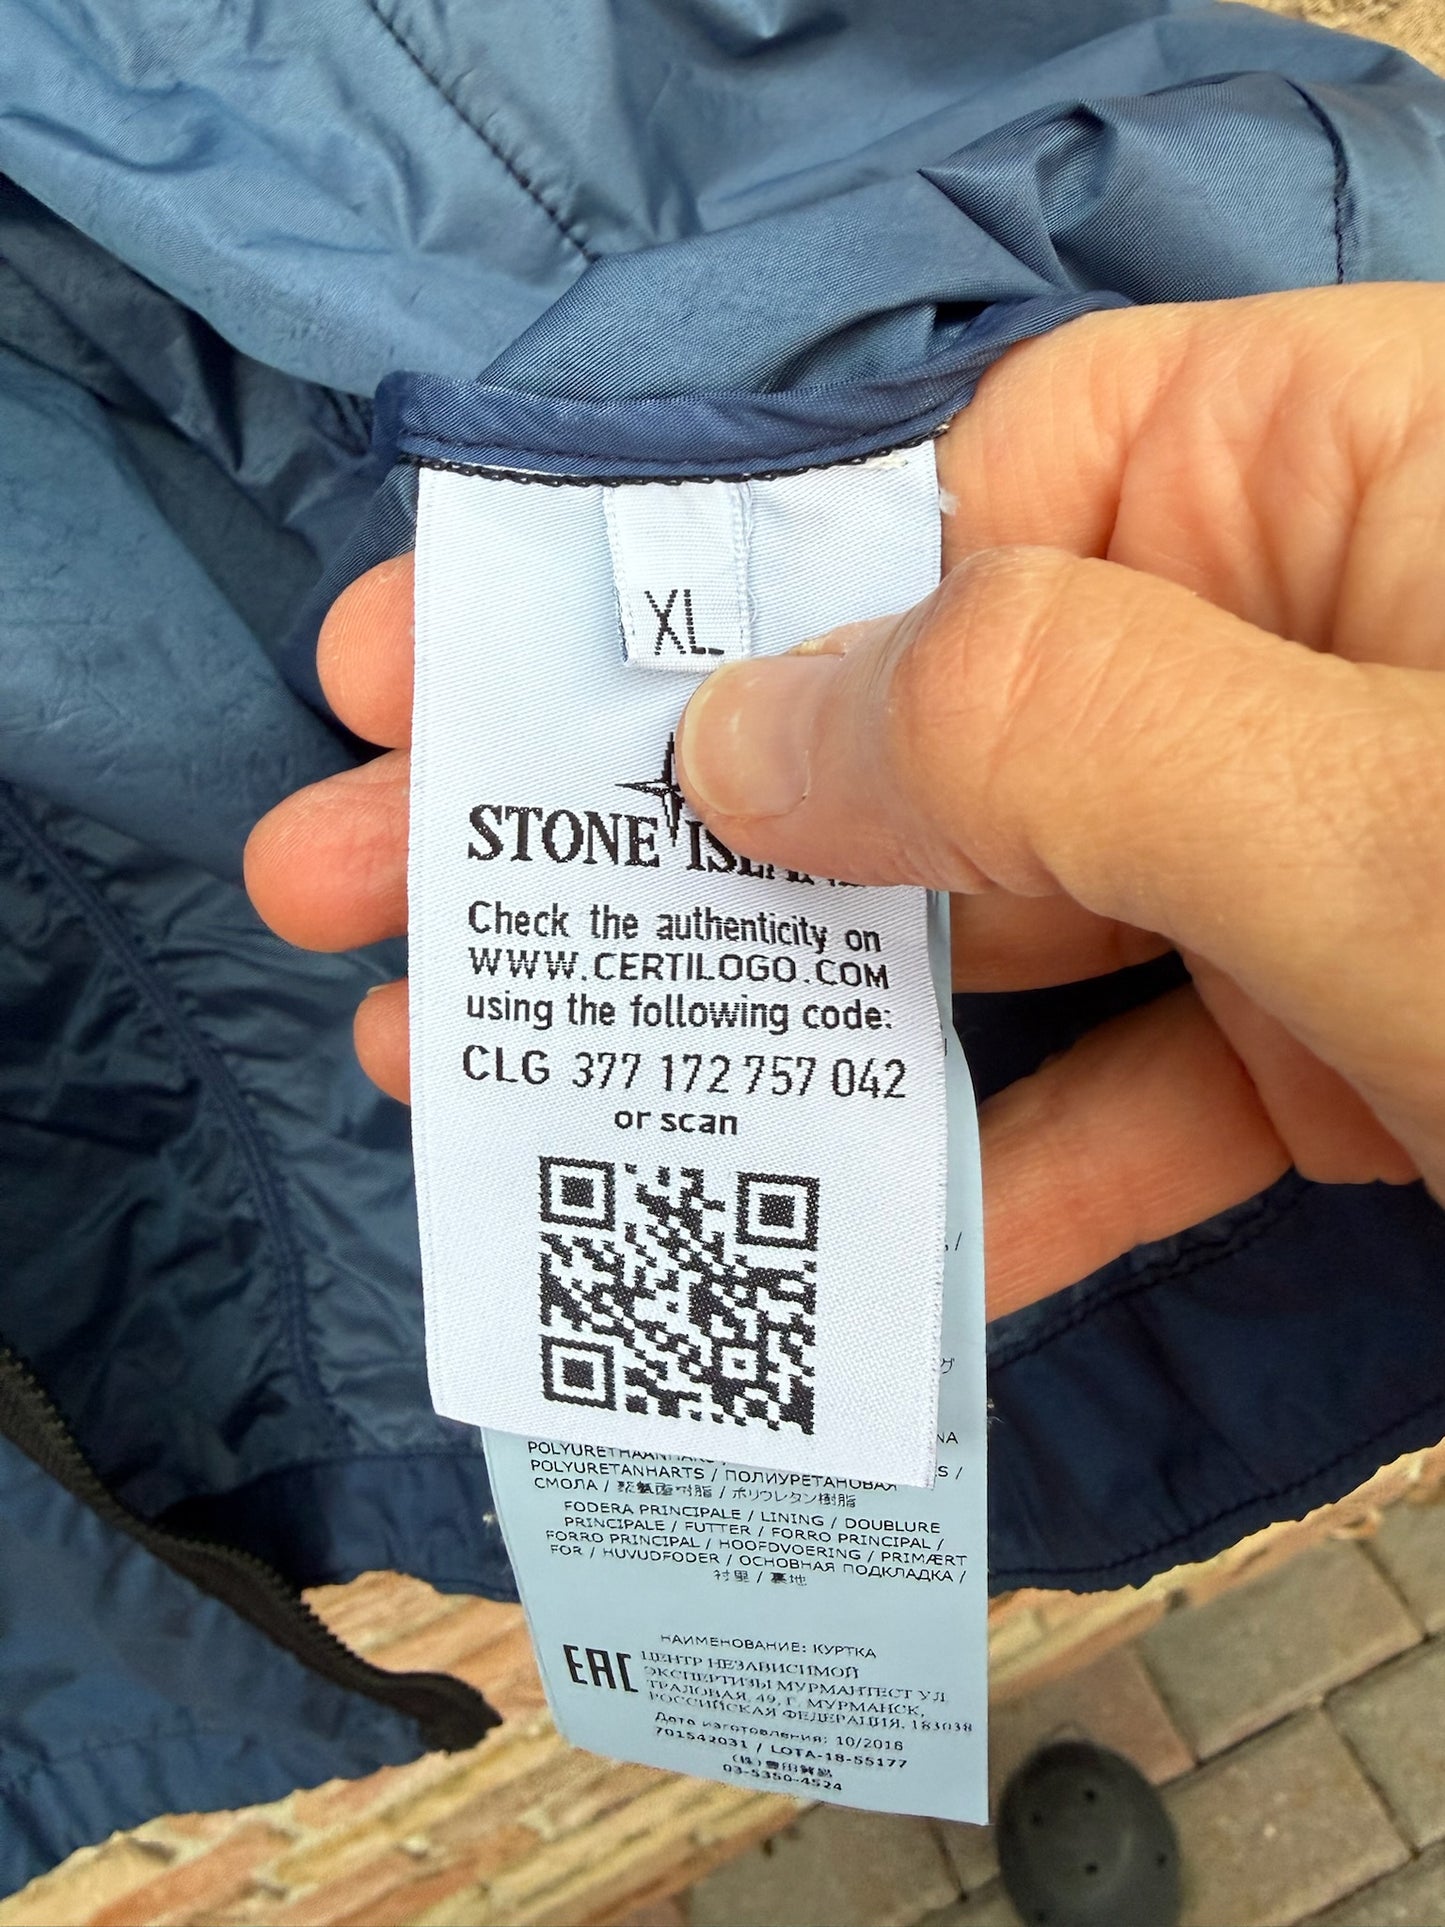 XL
STONE
Check the authenticity on
WWW.CERTILOGO.COM
using the following code:
CLG 377 172 757 042
or scan
POLYURETANHARTS / ПОЛИУРЕТАНОВАЯ
S /
СМОЛА / 聚氨酯树脂 / ポリウレタン樹脂
FODERA PRINCIPALE / LINING / DOUBLURE
PRINCIPALE / FUTTER / FORRO PRINCIPAL /
FORRO PRINCIPAL / HOOFDVOERING / PRIMÆRT
FOR / HUVUDFODER / ОСНОВНАЯ ПОДКЛАДКА /
衬里 / 裏地
НАИМЕНОВАНИЕ: КУРТКА
EAC
ЦЕНТР НЕЗАВИСИМОЙ
ЭКСПЕРТИЗЫ МУРМАНТЕСТ УЛ.
ТРАЛОВАЯ, 49, Г. МУРМАНСК,
РОССИЙСКАЯ ФЕДЕРАЦИЯ, 183038
Дата изготовления: 10/2018
701542031 / LOTA-18-55177
03-5350-4524